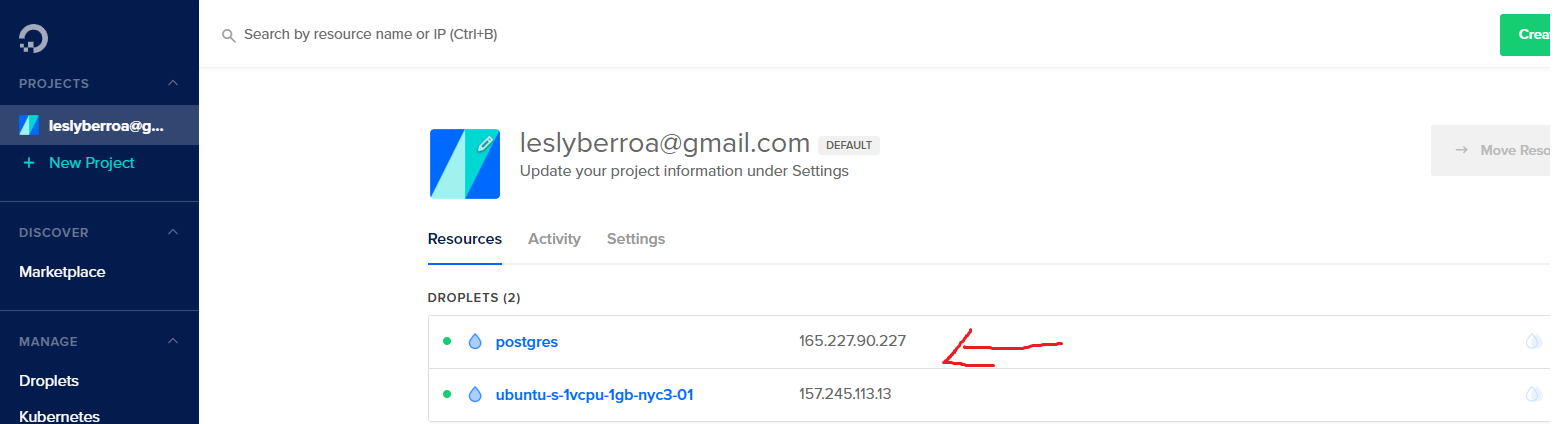 Search by resource name or IP (Ctrl+B)
PROJECTS
leslyberroa@g...
+ New Project
DISCOVER
Marketplace
MANAGE
Droplets
Kubernetes
Crea
leslyberroa@gmail.com DEFAULT
Update your project information under Settings
→ Move Reso
Resources Activity Settings
DROPLETS (2)
postgres 165.227.90.227
ubuntu-s-1vcpu-1gb-nyc3-01 157.245.113.13